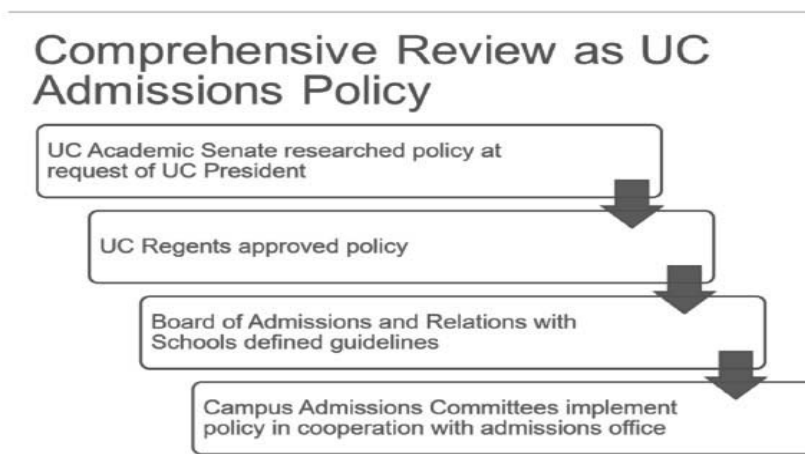 Comprehensive Review as UC
Admissions Policy
UC Academic Senate researched policy at
request of UC President
UC Regents approved policy
Board of Admissions and Relations with
Schools defined guidelines
Campus Admissions Committees implement
policy in cooperation with admissions office